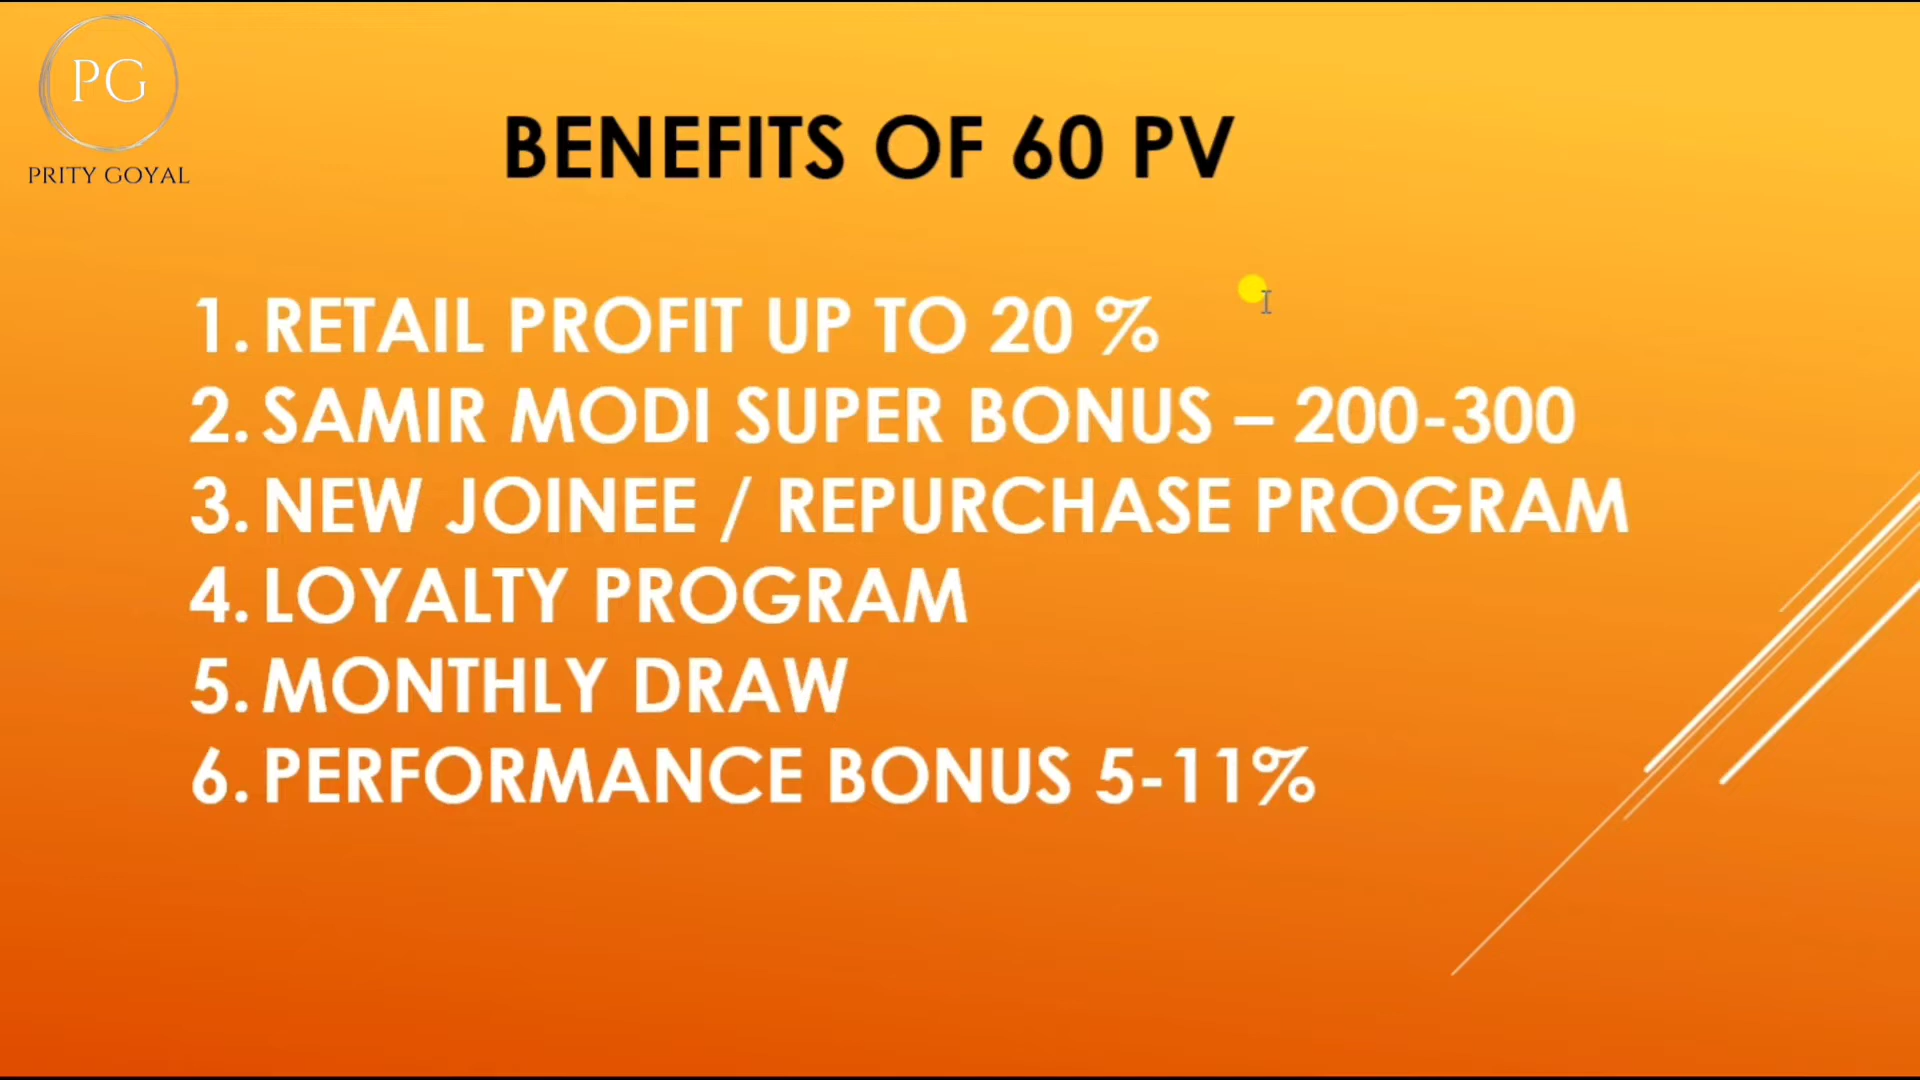 PG
PRITY GOYAL
BENEFITS OF 60 PV
1. RETAIL PROFIT UP TO 20 %
2. SAMIR MODI SUPER BONUS – 200-300
3. NEW JOINEE / REPURCHASE PROGRAM
4. LOYALTY PROGRAM
5. MONTHLY DRAW
6. PERFORMANCE BONUS 5-11%